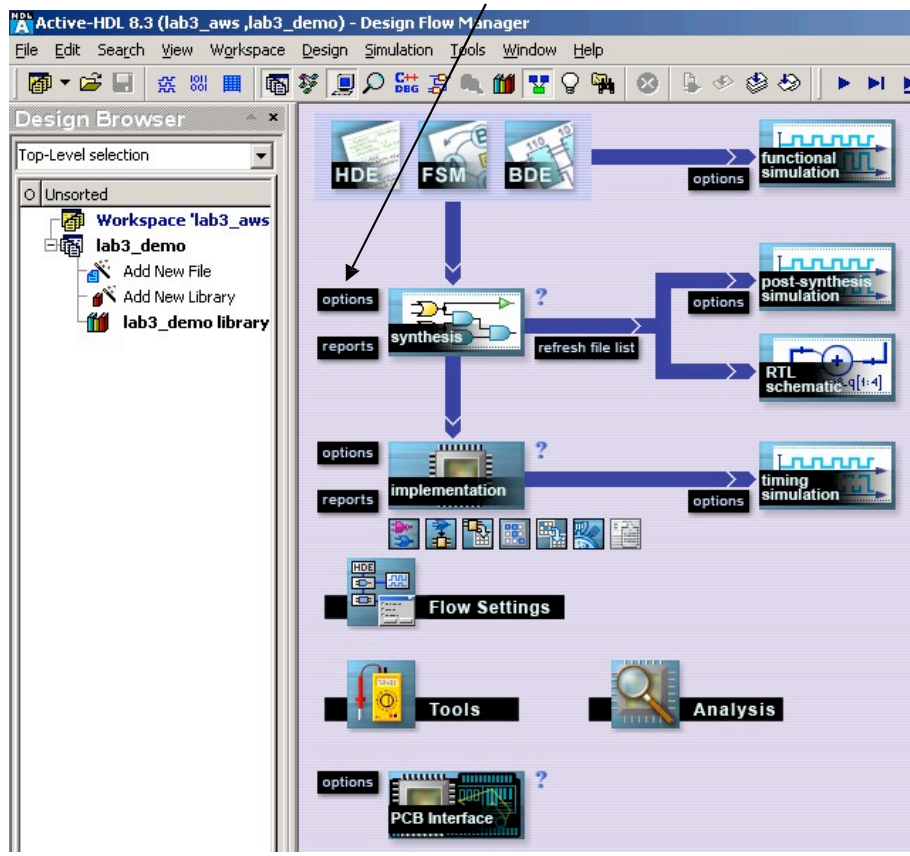 Active-HDL 8.3 (lab3_aws ,lab3_demo) - Design Flow Manager
File Edit Search View Workspace Design Simulation Tools Window Help
C++
DBG
Design Browser
Top-Level selection
O Unsorted
Workspace 'lab3_aws
lab3_demo
Add New File
Add New Library
lab3_demo library
HDE
FSM
BDE
options
functional
simulation
options
synthesis
reports
?
refresh file list
options
post-synthesis
simulation
RTL
schematic
options
implementation
reports
?
options
timing
simulation
HDE
Flow Settings
Tools
Analysis
options
PCB Interface
?